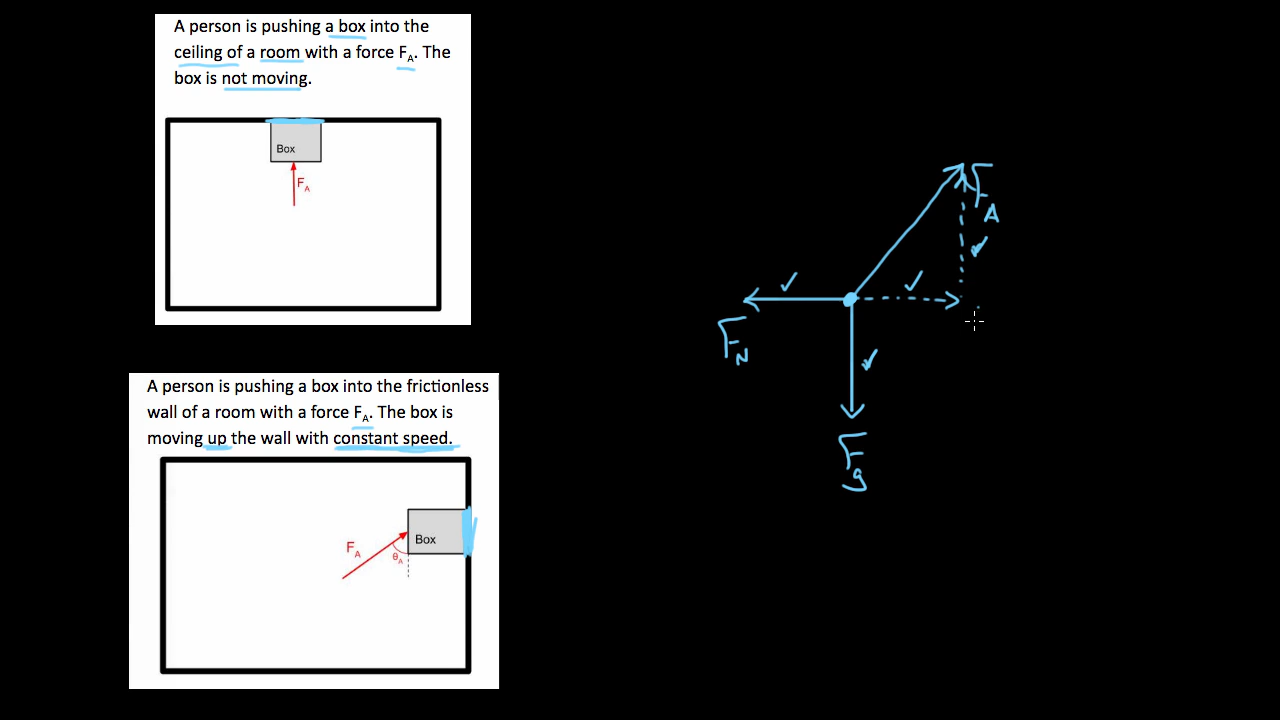 A person is pushing a box into the
ceiling of a room with a force FA. The
box is not moving.
Box
FA
A person is pushing a box into the frictionless
wall of a room with a force FA. The box is
moving up the wall with constant speed.
FA
θA
Box
FA
FN
Fg